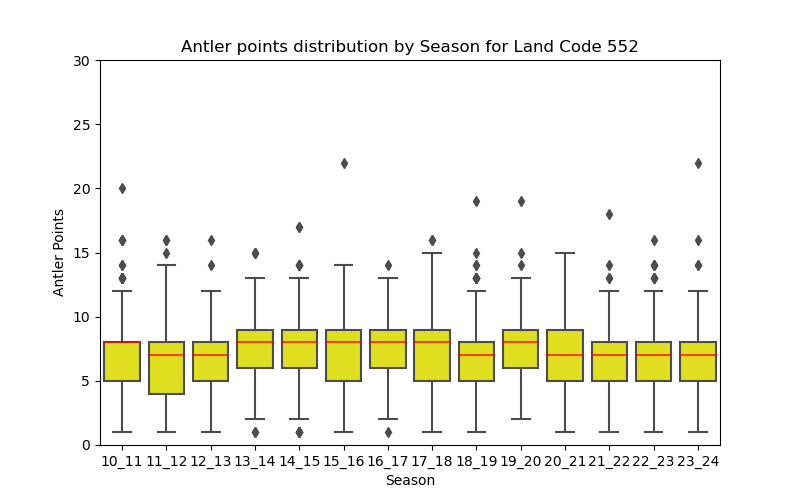 Antler points distribution by Season for Land Code 552
30
25
20
15
10
5
0
Antler Points
10_11 11_12 12_13 13_14 14_15 15_16 16_17 17_18 18_19 19_20 20_21 21_22 22_23 23_24
Season